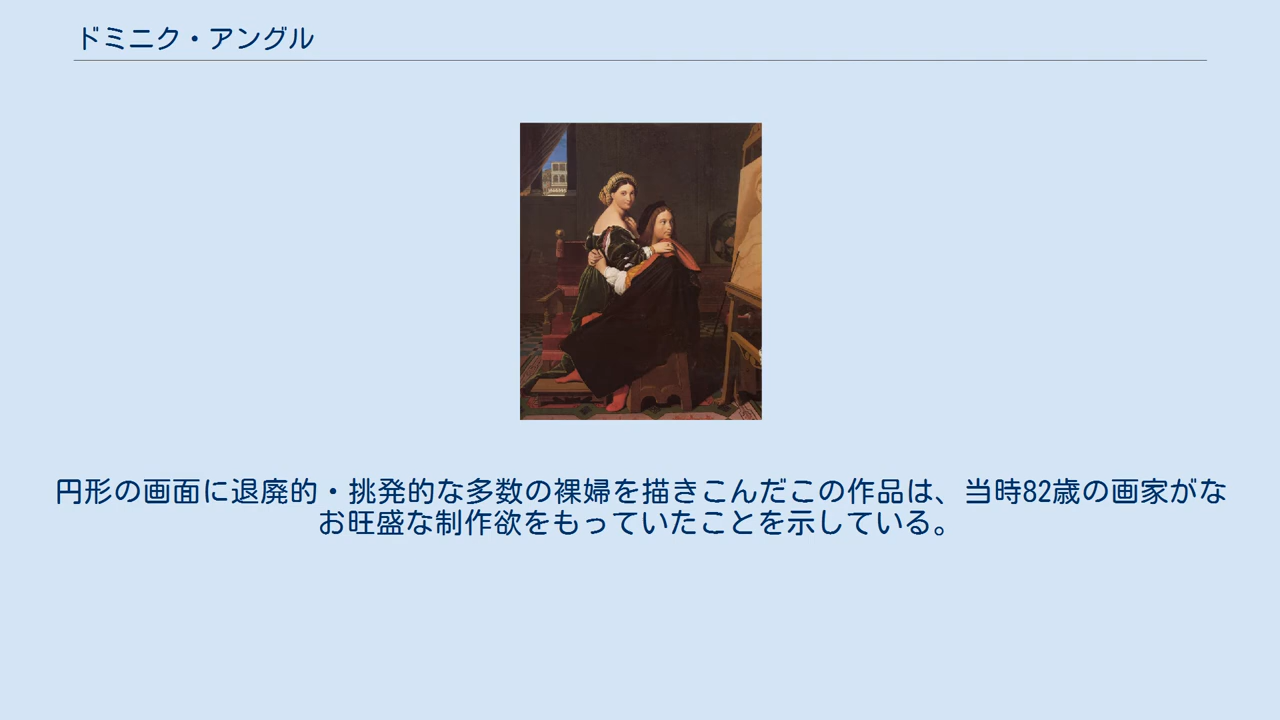 ドミニク・アングル
円形の画面に退廃的・挑発的な多数の裸婦を描きこんだこの作品は、当時82歳の画家がな
お旺盛な制作欲をもっていたことを示している。